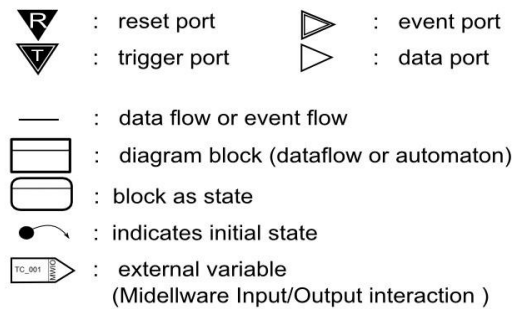 R : reset port
T : trigger port
: event port
: data port
: data flow or event flow
: diagram block (dataflow or automaton)
: block as state
: indicates initial state
TC_001 MWIO : external variable
(Midellware Input/Output interaction )